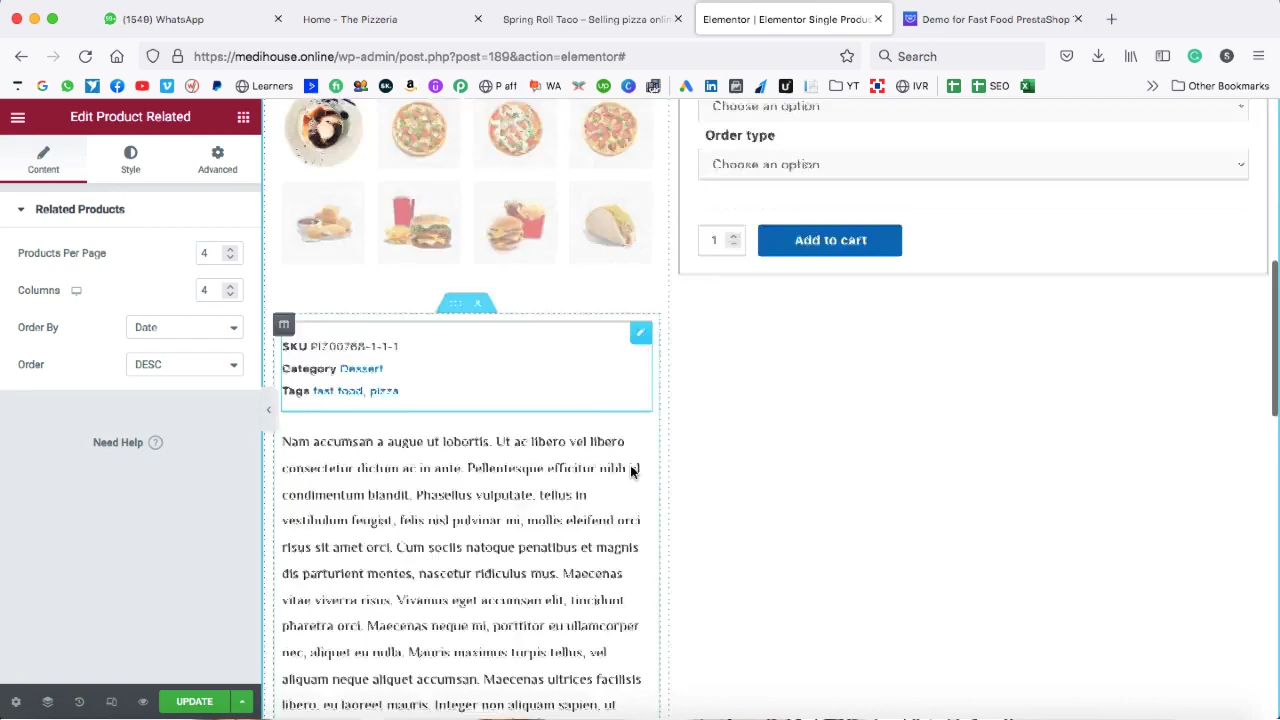 (1549) WhatsApp
Home - The Pizzeria
Spring Roll Taco – Selling pizza onlin
Elementor | Elementor Single Produc
Demo for Fast Food PrestaShop
https://medihouse.online/wp-admin/post.php?post=189&action=elementor#
Search
Learners
P aff
WA
YT
IVR
SEO
Other Bookmarks
Edit Product Related
Content
Style
Advanced
Related Products
Products Per Page
4
Columns
4
Order By
Date
Order
DESC
Need Help
UPDATE
SKU PIZ00768-1-1-1
Category Dessert
Tags fast food, pizza
Nam accumsan a augue ut lobortis. Ut ac libero vel libero
consectetur dictum ac in ante. Pellentesque efficitur nibh id
condimentum blandit. Phasellus vulputate, tellus in
vestibulum feugiat, felis nisl pulvinar mi, mollis eleifend orci
risus sit amet orci. Cum sociis natoque penatibus et magnis
dis parturient montes, nascetur ridiculus mus. Maecenas
vitae viverra risus. Vivamus eget accumsan elit, tincidunt
pharetra orci. Maecenas neque mi, porttitor eu ullamcorper
nec, aliquet eu nulla. Mauris maximus turpis tellus, vel
aliquam neque aliquet accumsan. Maecenas ultrices facilisis
libero, eu laoreet mauris. Integer non aliquam sapien, ut
Choose an option
Order type
Choose an option
1
Add to cart